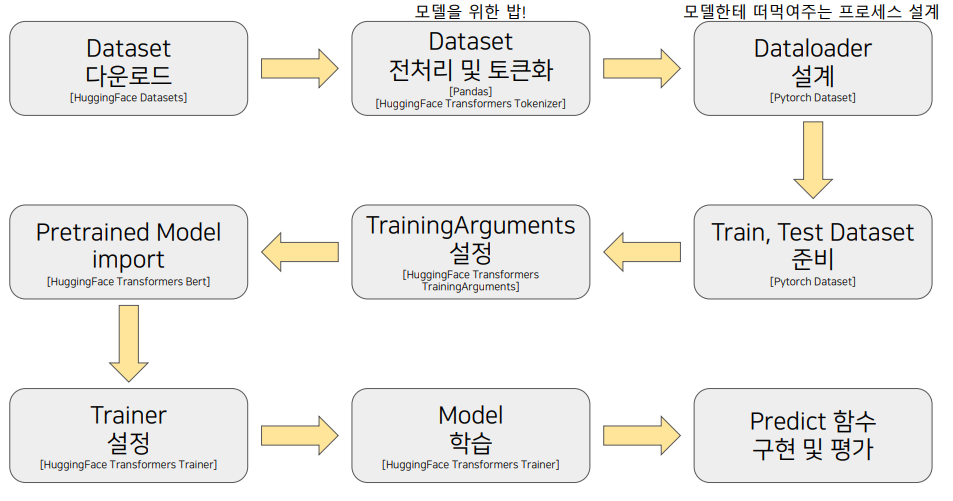 모델을 위한 밥!
모델한테 떠먹여주는 프로세스 설계
Dataset
다운로드
[HuggingFace Datasets]
Dataset
전처리 및 토큰화
[Pandas]
[HuggingFace Transformers Tokenizer]
Dataloader
설계
[Pytorch Dataset]
Train, Test Dataset
준비
[Pytorch Dataset]
TrainingArguments
설정
[HuggingFace Transformers
TrainingArguments]
Pretrained Model
import
[HuggingFace Transformers Bert]
Trainer
설정
[HuggingFace Transformers Trainer]
Model
학습
[HuggingFace Transformers Trainer]
Predict 함수
구현 및 평가